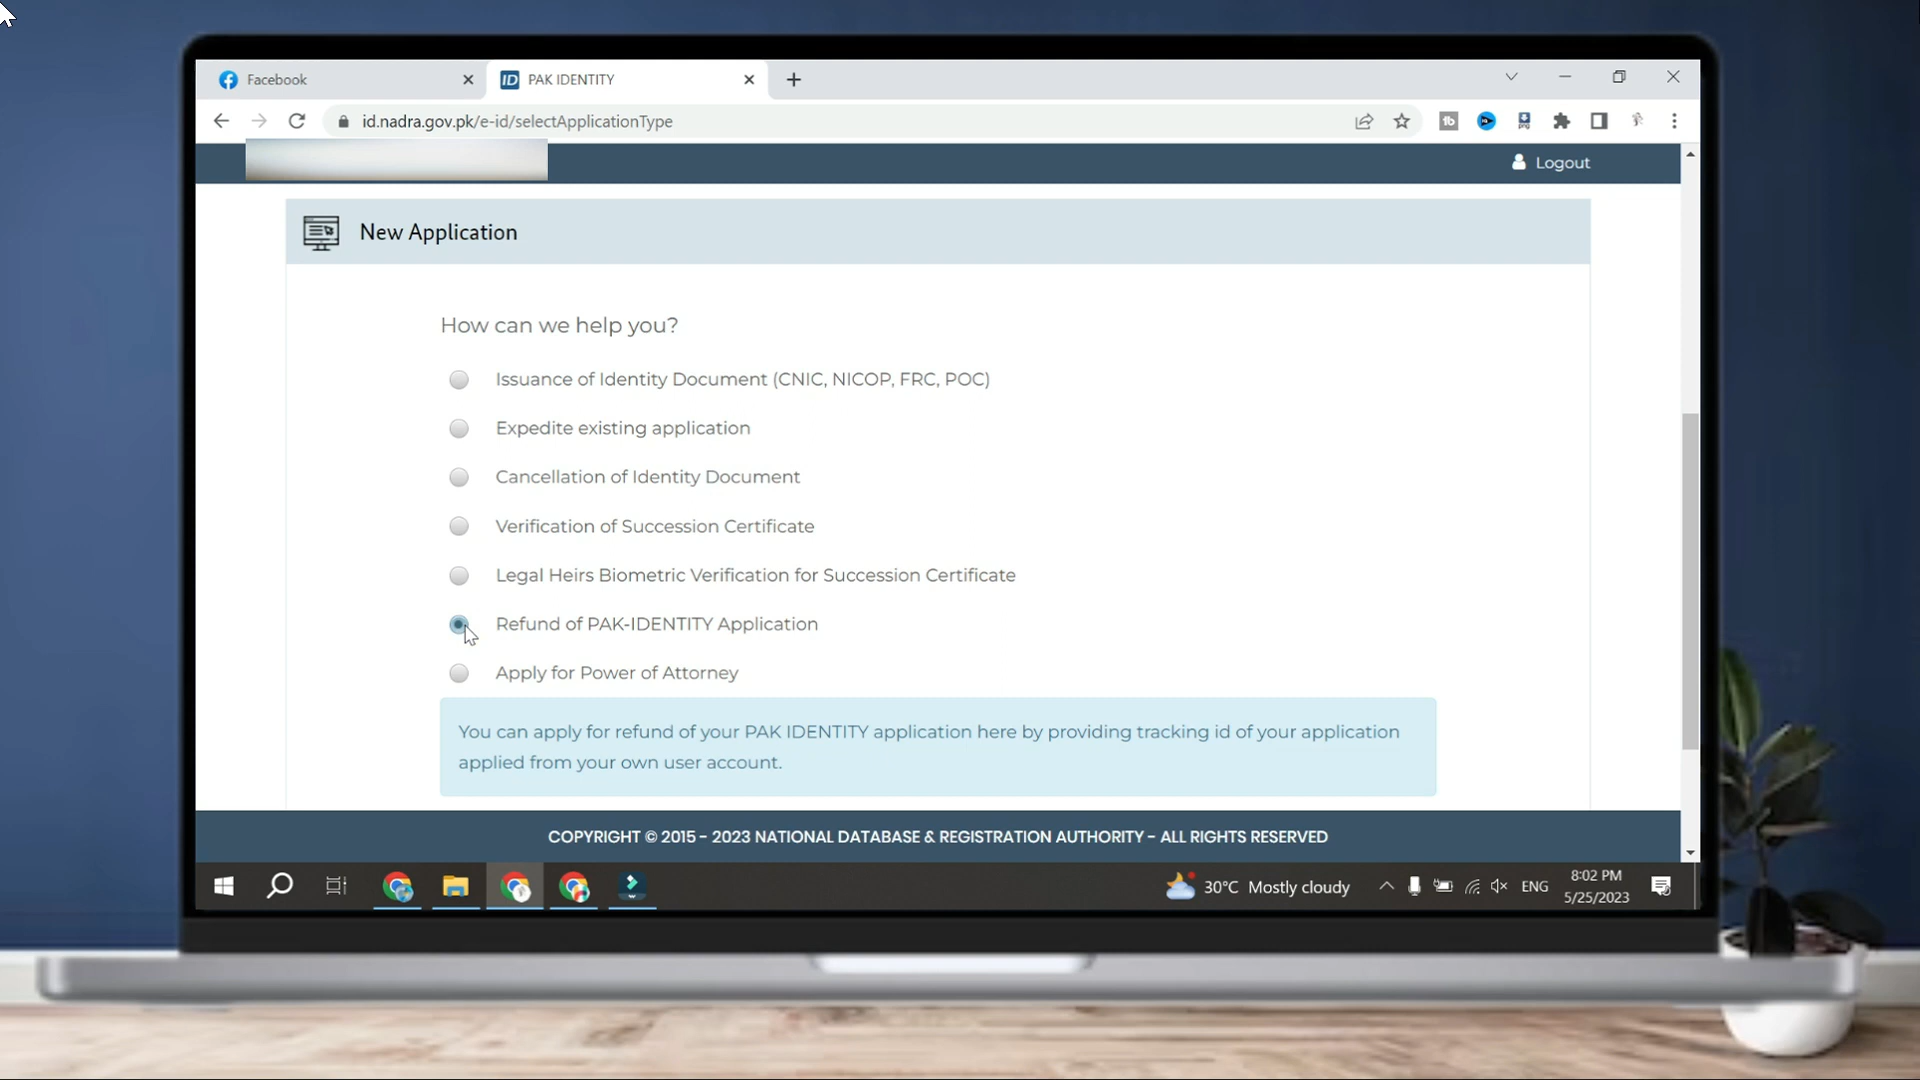 Facebook
ID PAK IDENTITY
id.nadra.gov.pk/e-id/selectApplicationType
Logout
New Application
How can we help you?
Issuance of Identity Document (CNIC, NICOP, FRC, POC)
Expedite existing application
Cancellation of Identity Document
Verification of Succession Certificate
Legal Heirs Biometric Verification for Succession Certificate
Refund of PAK-IDENTITY Application
Apply for Power of Attorney
You can apply for refund of your PAK IDENTITY application here by providing tracking id of your application
applied from your own user account.
COPYRIGHT © 2015 - 2023 NATIONAL DATABASE & REGISTRATION AUTHORITY - ALL RIGHTS RESERVED
30°C Mostly cloudy
ENG
8:02 PM
5/25/2023